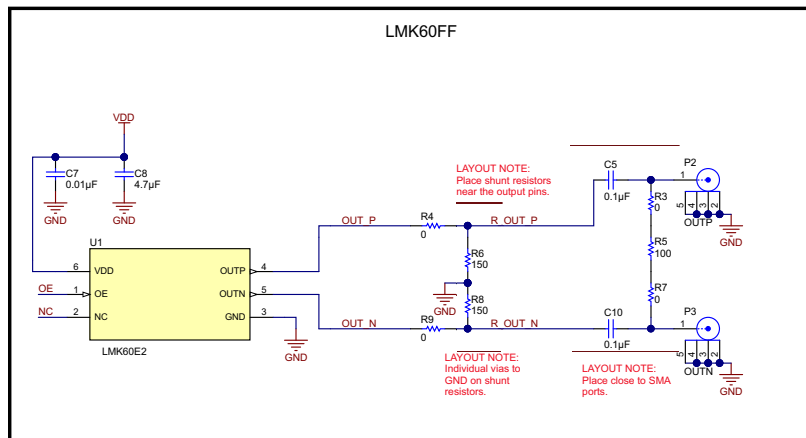 LMK60FF
VDD
C7
0.01µF
C8
4.7µF
GND
GND
LAYOUT NOTE:
Place shunt resistors
near the output pins.
C5
0.1µF
P2
1
5
4
3
2
OUTP
GND
R3
0
R5
100
R7
0
OUT_P
R4
0
R_OUT_P
R6
150
GND
R8
150
U1
6
VDD
OUTP
4
OE
1
OE
OUTN
5
NC
2
NC
GND
3
GND
LMK60E2
OUT_N
R9
0
R_OUT_N
C10
0.1µF
P3
1
5
4
3
2
OUTN
GND
LAYOUT NOTE:
Individual vias to
GND on shunt
resistors.
LAYOUT NOTE:
Place close to SMA
ports.